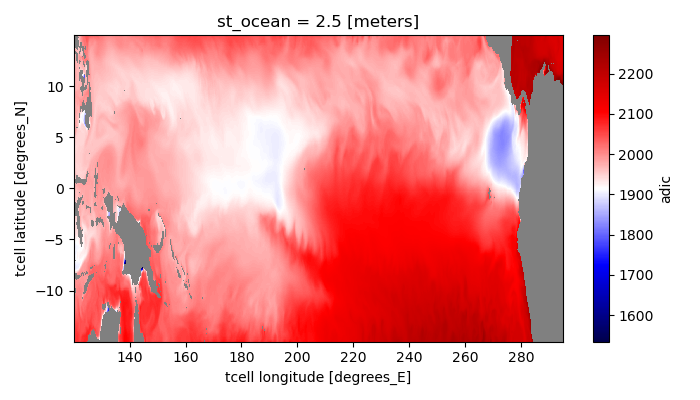 st_ocean = 2.5 [meters]
10
5
0
−5
−10
tcell latitude [degrees_N]
140 160 180 200 220 240 260 280
tcell longitude [degrees_E]
2200
2100
2000
1900
1800
1700
1600
adic